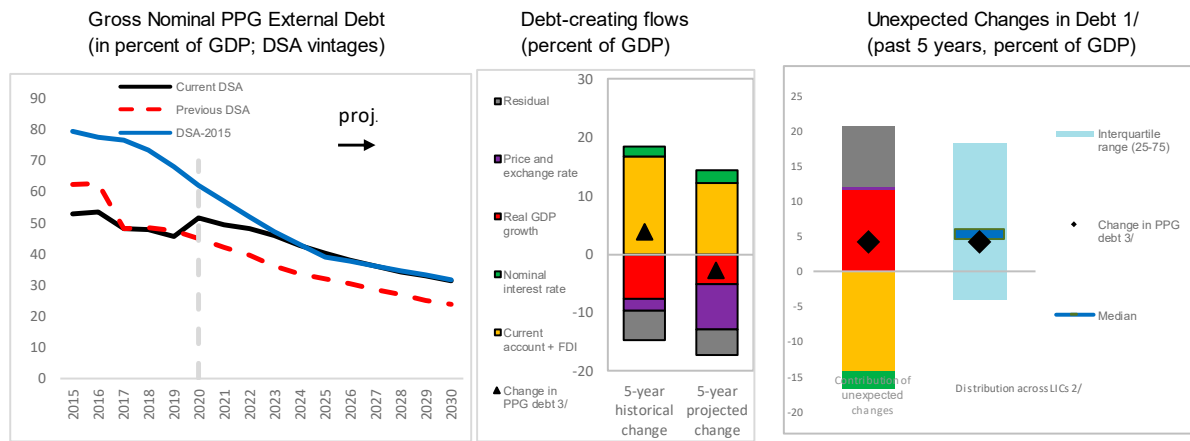 Gross Nominal PPG External Debt
(in percent of GDP; DSA vintages)
Current DSA
Previous DSA
DSA-2015
proj.
90
80
70
60
50
40
30
20
10
0
2015
2016
2017
2018
2019
2020
2021
2022
2023
2024
2025
2026
2027
2028
2029
2030
Debt-creating flows
(percent of GDP)
Residual
Price and
exchange rate
Real GDP
growth
Nominal
interest rate
Current
account + FDI
Change in
PPG debt 3/
30
20
10
0
-10
-20
5-year
historical
change
5-year
projected
change
Unexpected Changes in Debt 1/
(past 5 years, percent of GDP)
25
20
15
10
5
0
-5
-10
-15
-20
Contribution of
unexpected
changes
Distribution across LICs 2/
Interquartile
range (25-75)
Change in PPG
debt 3/
Median